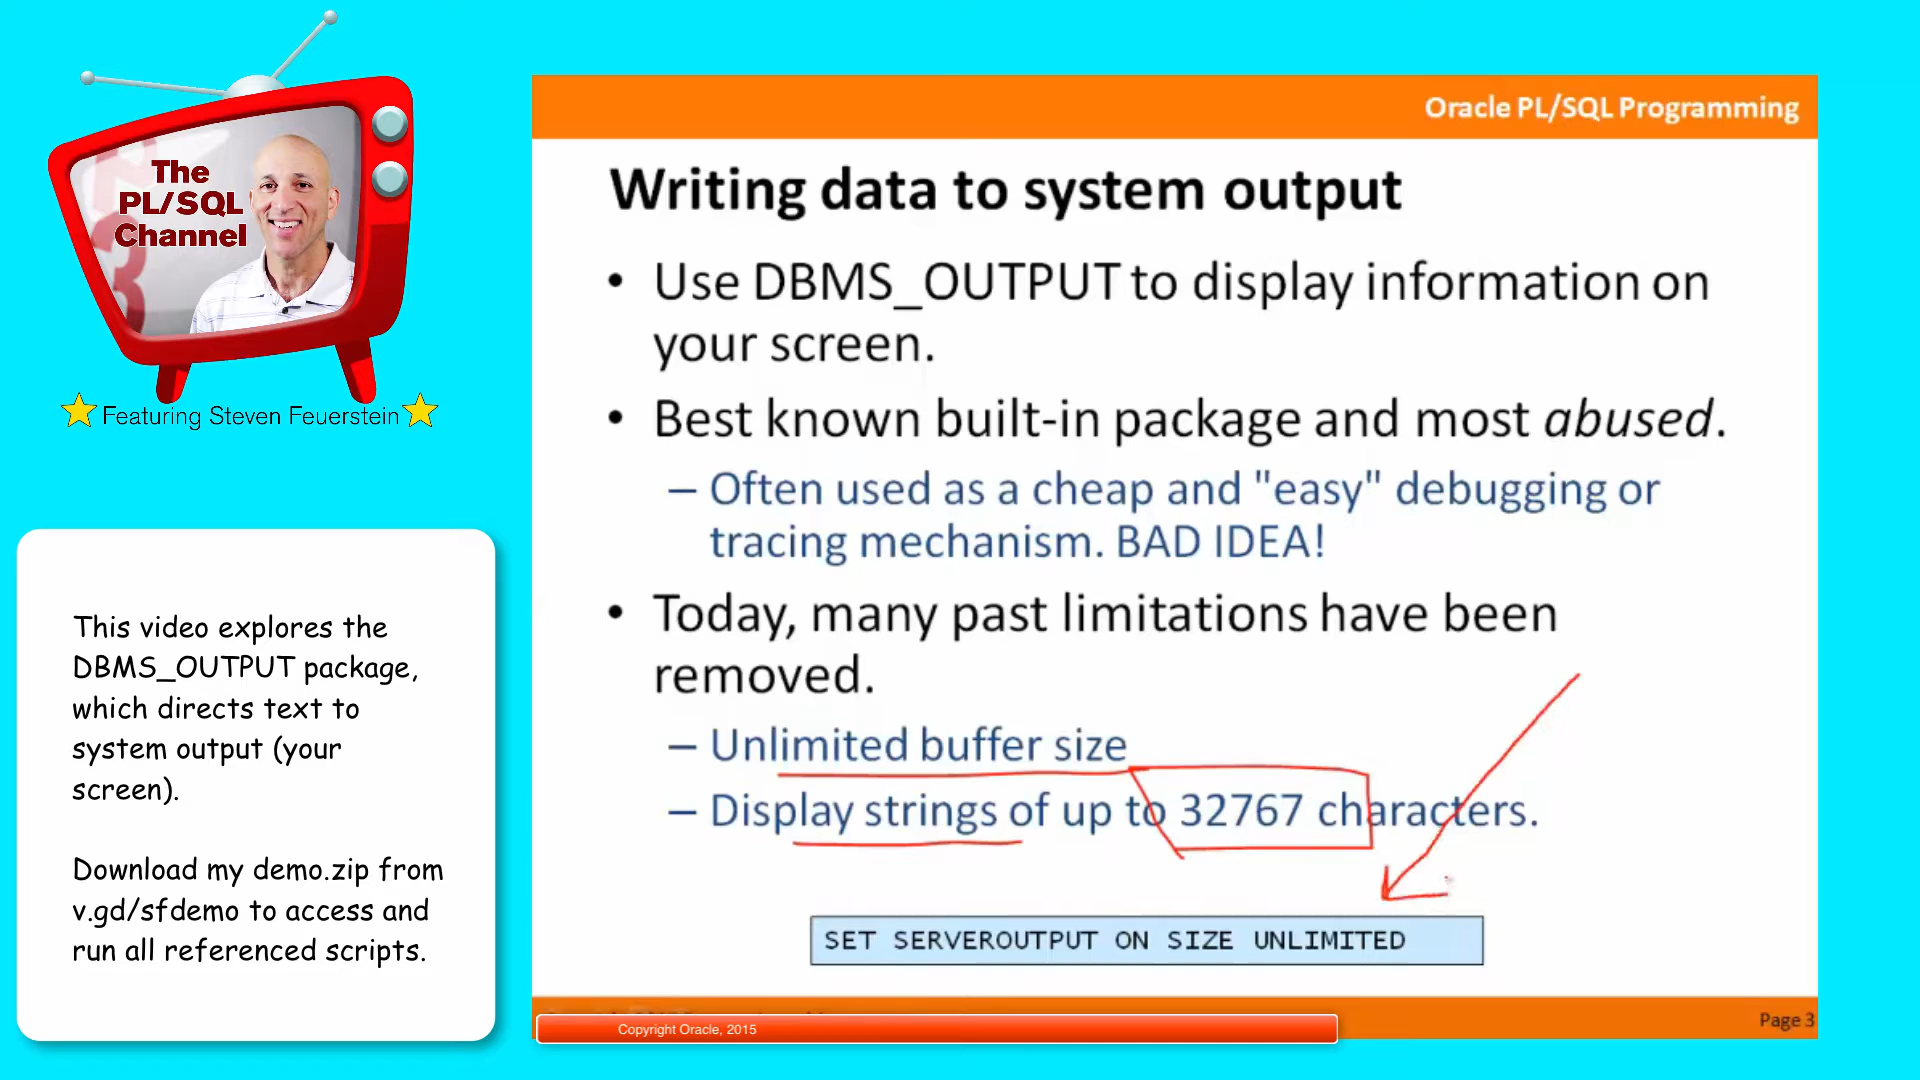 The
PL/SQL
Channel
Featuring Steven Feuerstein
This video explores the
DBMS_OUTPUT package,
which directs text to
system output (your
screen).
Download my demo.zip from
v.gd/sfdemo to access and
run all referenced scripts.
Oracle PL/SQL Programming
Writing data to system output
• Use DBMS_OUTPUT to display information on
your screen.
• Best known built-in package and most abused.
– Often used as a cheap and "easy" debugging or
tracing mechanism. BAD IDEA!
• Today, many past limitations have been
removed.
– Unlimited buffer size
– Display strings of up to 32767 characters.
SET SERVEROUTPUT ON SIZE UNLIMITED
Copyright Oracle, 2015
Page 3